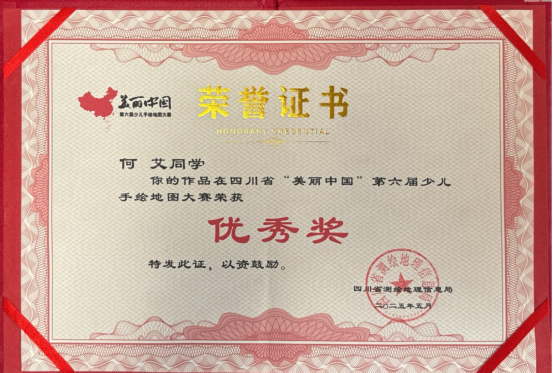 美丽中国
第六届少儿手绘地图大赛
荣誉证书
HONORARY CREDENTIAL
何 艾同学
你的作品在四川省“美丽中国”第六届少儿
手绘地图大赛荣获
优秀奖
特发此证，以资鼓励。
四川省测绘地理信息局
二〇二五年五月